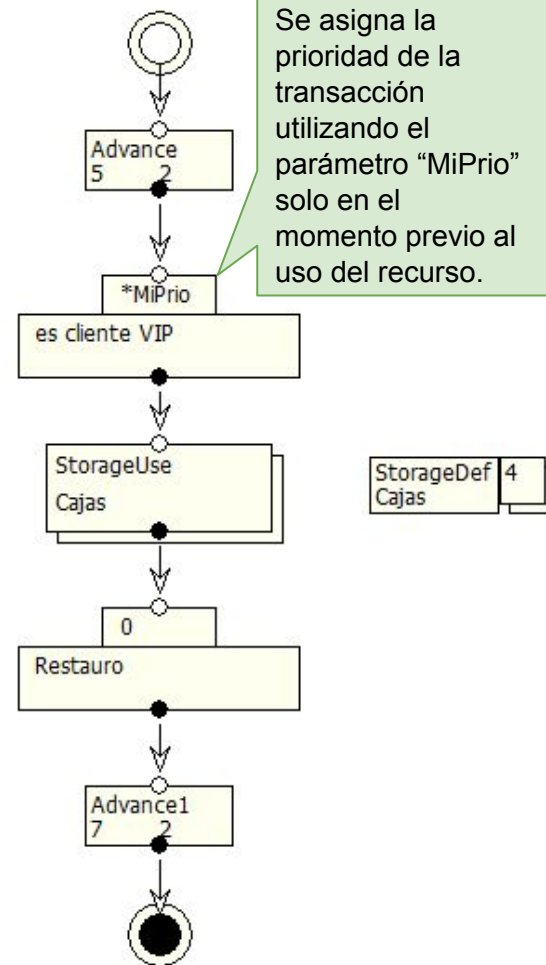 Se asigna la
prioridad de la
transacción
utilizando el
parámetro “MiPrio”
solo en el
momento previo al
uso del recurso.
Advance
5 2
*MiPrio
es cliente VIP
StorageUse
Cajas
StorageDef 4
Cajas
0
Restauro
Advance1
7 2